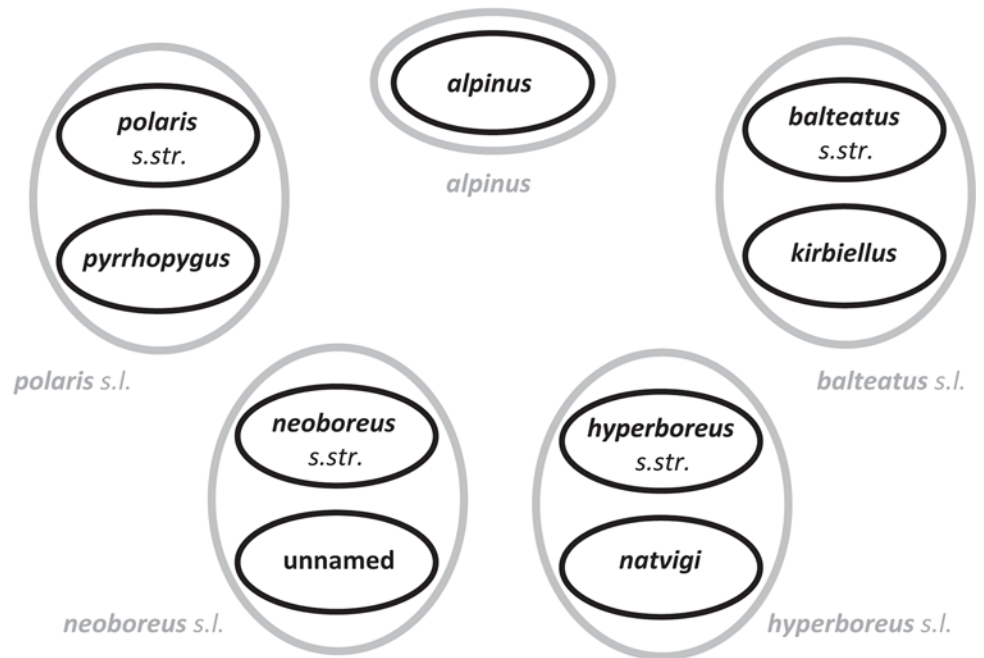 alpinus
alpinus
polaris
s.str.
pyrrhopygus
polaris s.l.
balteatus
s.str.
kirbiellus
balteatus s.l.
neoboreus
s.str.
unnamed
neoboreus s.l.
hyperboreus
s.str.
natvigi
hyperboreus s.l.